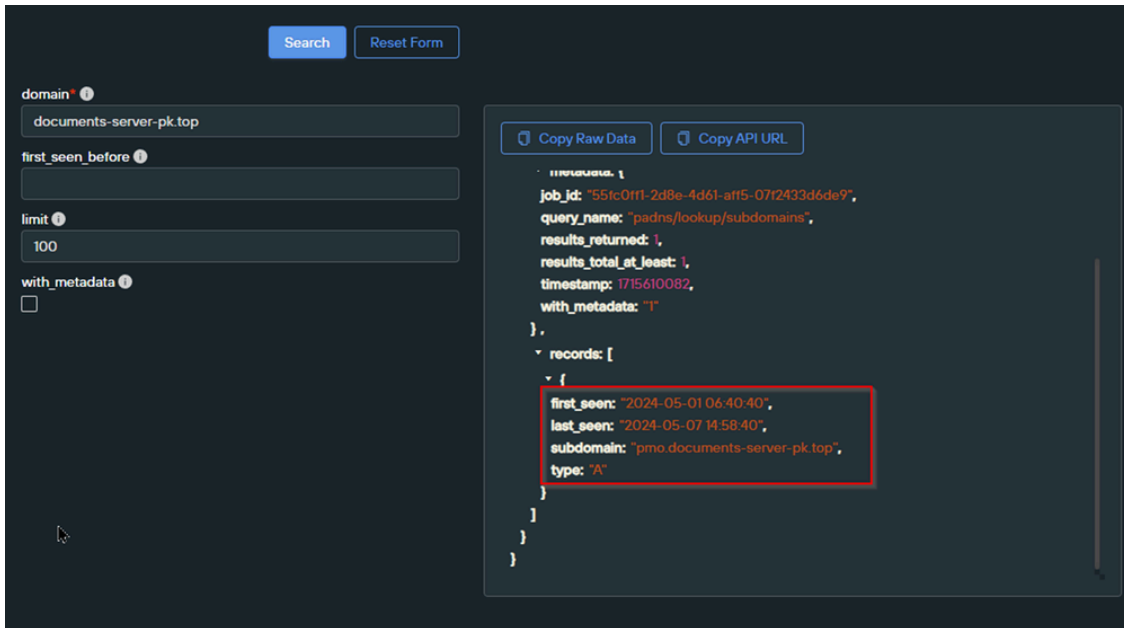 Search
Reset Form
domain*
documents-server-pk.top
first_seen_before
limit
100
with_metadata
Copy Raw Data
Copy API URL
metadata: {
job_id: "55fc0ff1-2d8e-4d61-aff5-07f2433d6de9",
query_name: "padns/lookup/subdomains",
results_returned: 1,
results_total_at_least: 1,
timestamp: 1715610082,
with_metadata: "1"
},
records: [
{
first_seen: "2024-05-01 06:40:40",
last_seen: "2024-05-07 14:58:40",
subdomain: "pmo.documents-server-pk.top",
type: "A"
}
]
}
}